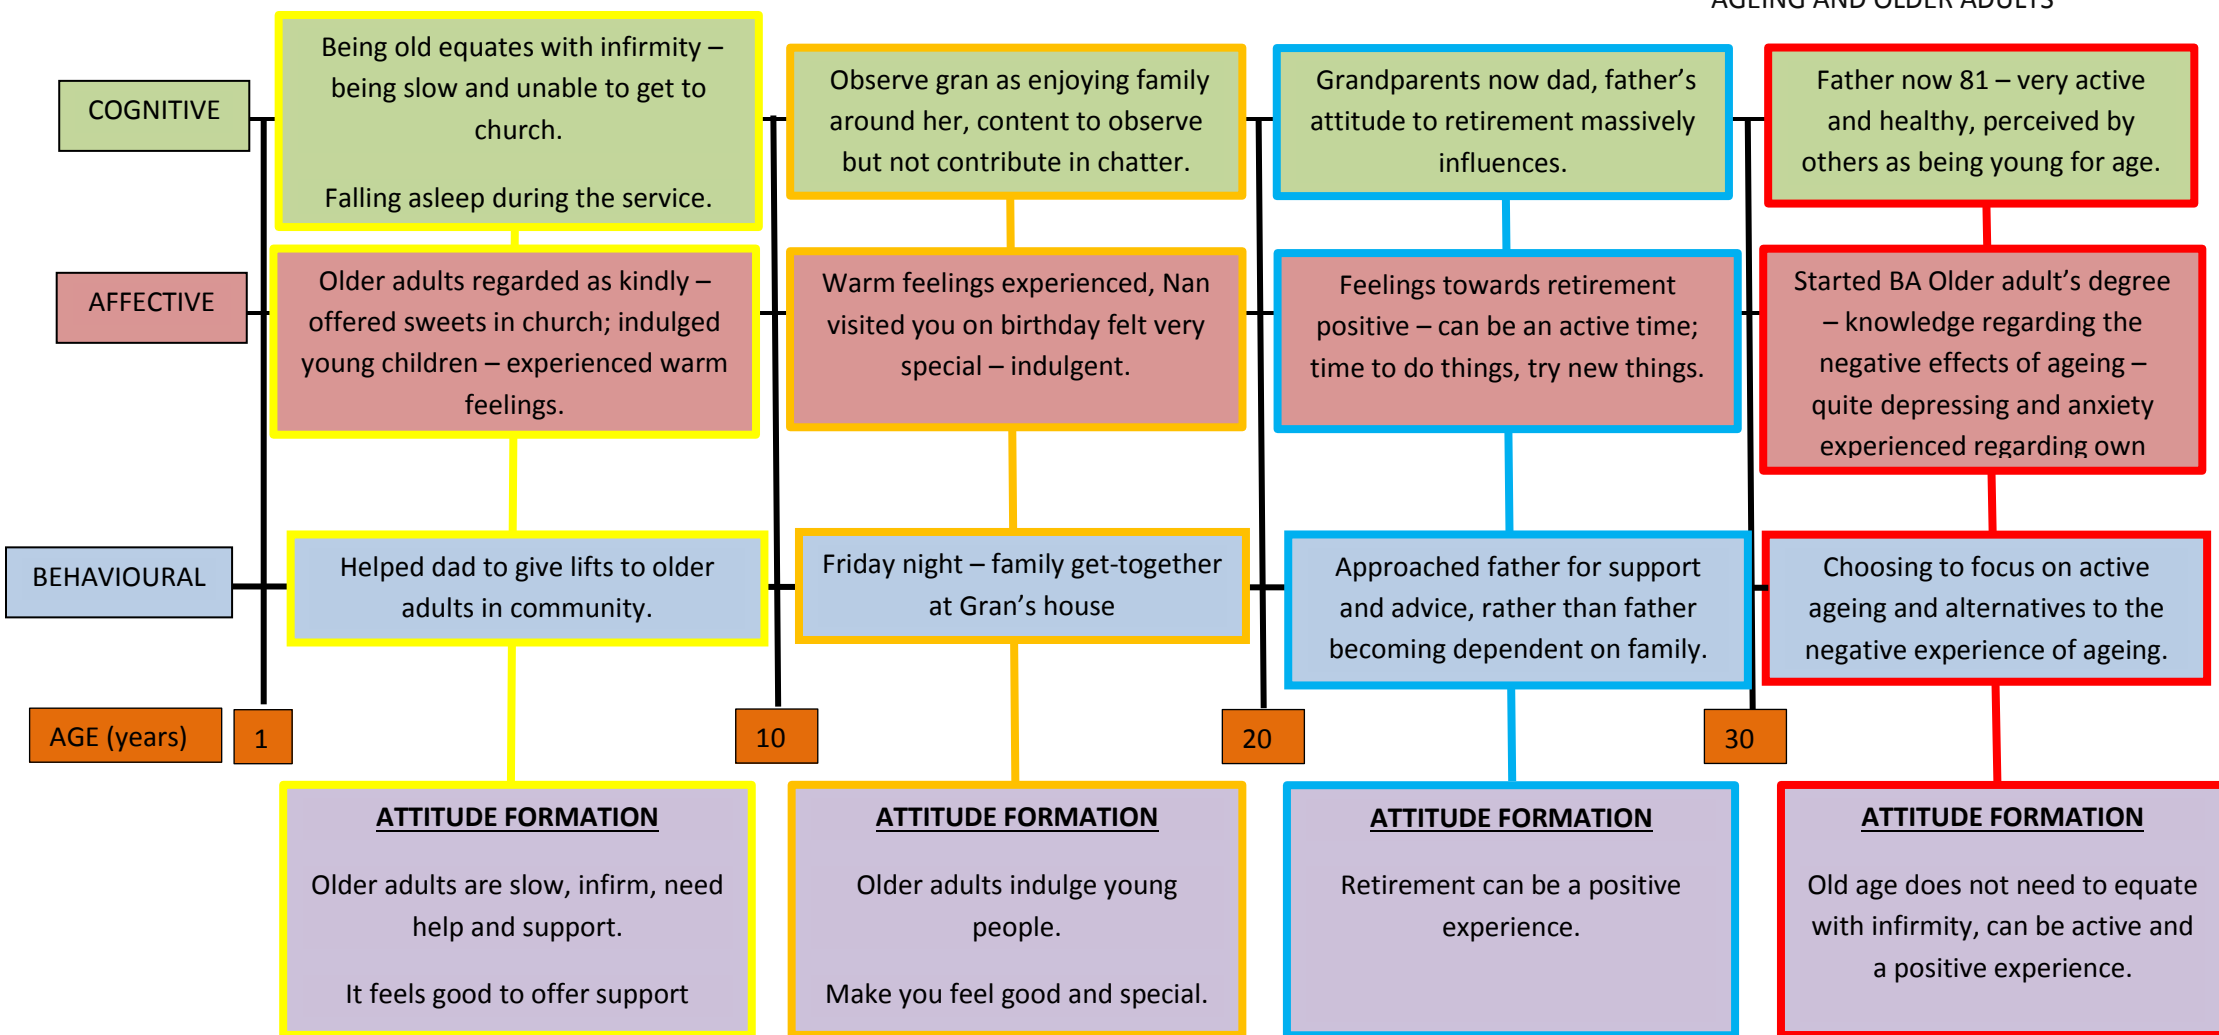 AGEING AND OLDER ADULTS
COGNITIVE
Being old equates with infirmity –
being slow and unable to get to
church.
Falling asleep during the service.
Observe gran as enjoying family
around her, content to observe
but not contribute in chatter.
Grandparents now dad, father’s
attitude to retirement massively
influences.
Father now 81 – very active
and healthy, perceived by
others as being young for age.
AFFECTIVE
Older adults regarded as kindly –
offered sweets in church; indulged
young children – experienced warm
feelings.
Warm feelings experienced, Nan
visited you on birthday felt very
special – indulgent.
Feelings towards retirement
positive – can be an active time;
time to do things, try new things.
Started BA Older adult’s degree
– knowledge regarding the
negative effects of ageing –
quite depressing and anxiety
experienced regarding own
BEHAVIOURAL
Helped dad to give lifts to older
adults in community.
Friday night – family get-together
at Gran’s house
Approached father for support
and advice, rather than father
becoming dependent on family.
Choosing to focus on active
ageing and alternatives to the
negative experience of ageing.
AGE (years)
1
10
20
30
ATTITUDE FORMATION
Older adults are slow, infirm, need
help and support.
It feels good to offer support
ATTITUDE FORMATION
Older adults indulge young
people.
Make you feel good and special.
ATTITUDE FORMATION
Retirement can be a positive
experience.
ATTITUDE FORMATION
Old age does not need to equate
with infirmity, can be active and
a positive experience.